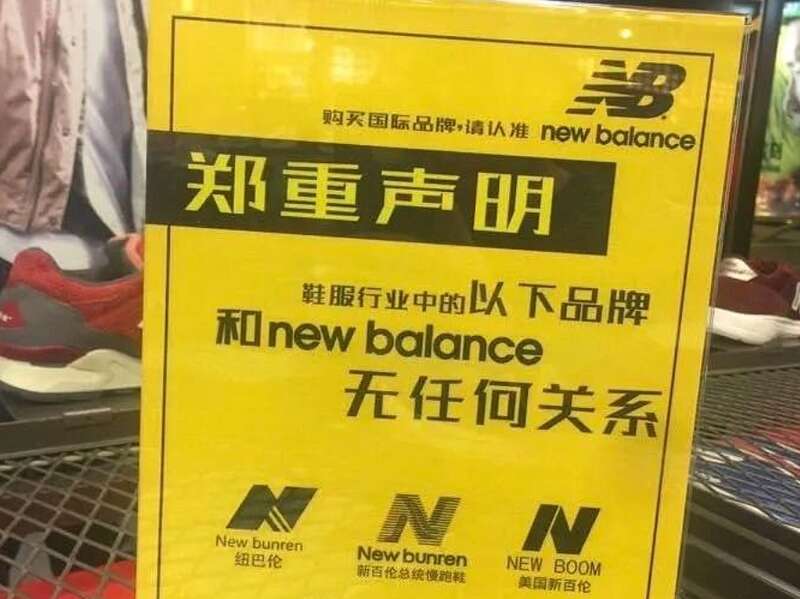 NB
购买国际品牌,请认准 new balance
郑重声明
鞋服行业中的以下品牌
和new balance
无任何关系
N N N
New bunren New bunren NEW BOOM
纽巴伦 新百伦总统慢跑鞋 美国新百伦